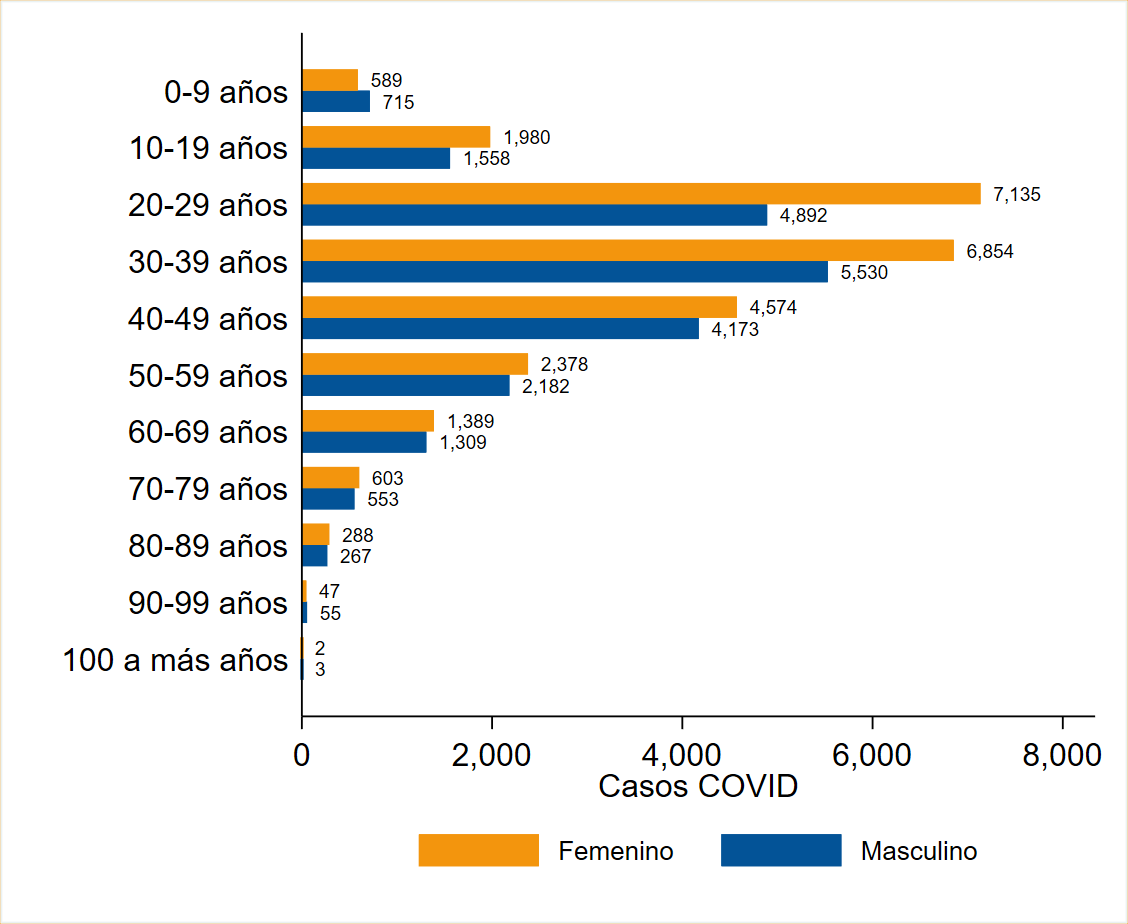 0-9 años
589
715
10-19 años
1,980
1,558
20-29 años
7,135
4,892
30-39 años
6,854
5,530
40-49 años
4,574
4,173
50-59 años
2,378
2,182
60-69 años
1,389
1,309
70-79 años
603
553
80-89 años
288
267
90-99 años
47
55
100 a más años
2
3
0 2,000 4,000 6,000 8,000
Casos COVID
Femenino Masculino